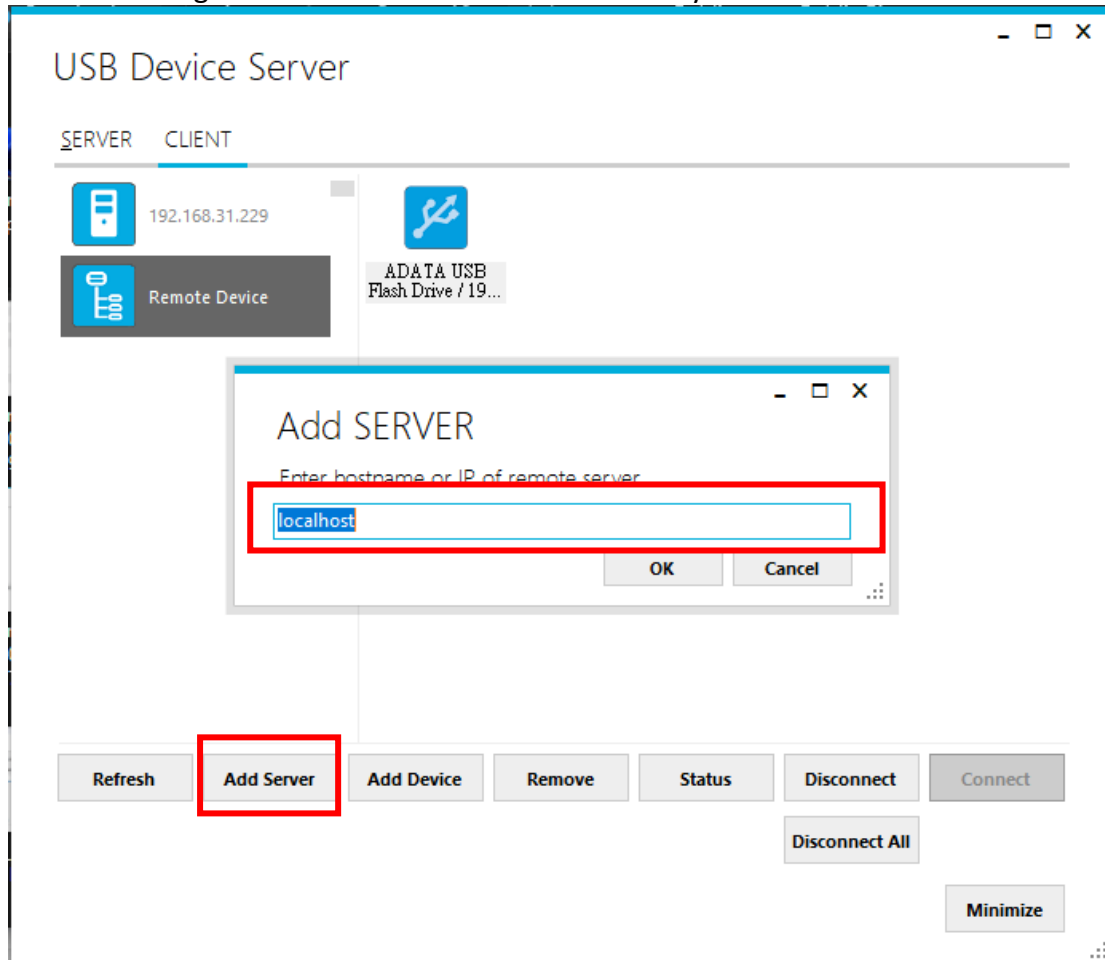 USB Device Server
SERVER CLIENT
192.168.31.229
Remote Device
ADATA USB
Flash Drive / 19...
Add SERVER
Enter hostname or IP of remote server
localhost
OK Cancel
Refresh Add Server Add Device Remove Status Disconnect Connect
Disconnect All
Minimize